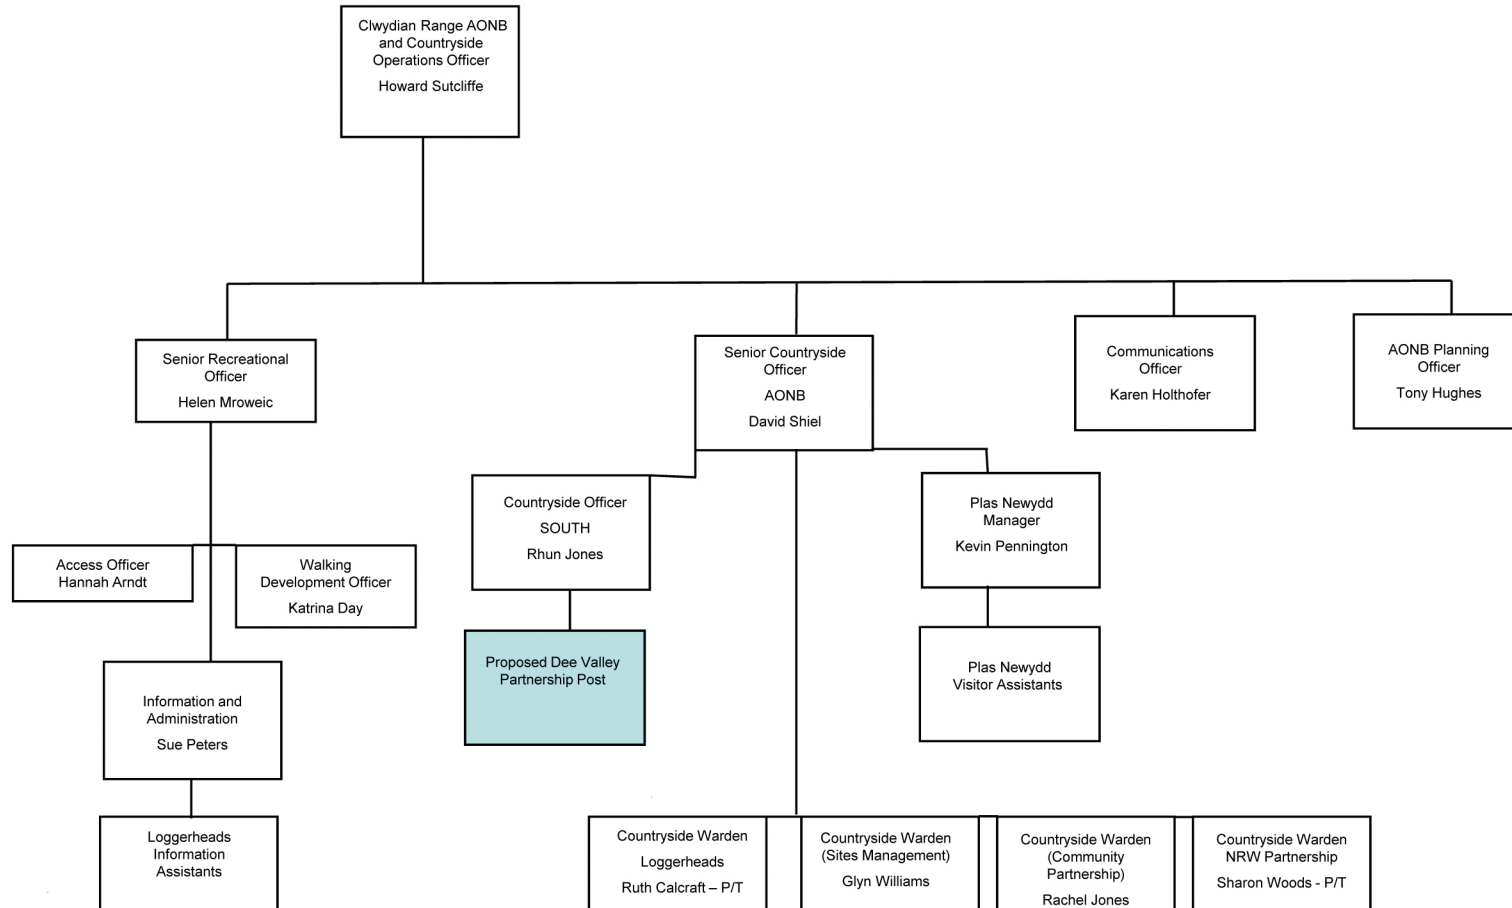 Clwydian Range AONB
and Countryside
Operations Officer
Howard Sutcliffe
Senior Recreational
Officer
Helen Mroweic
Senior Countryside
Officer
AONB
David Shiel
Communications
Officer
Karen Holthofer
AONB Planning
Officer
Tony Hughes
Countryside Officer
SOUTH
Rhun Jones
Plas Newydd
Manager
Kevin Pennington
Access Officer
Hannah Arndt
Walking
Development Officer
Katrina Day
Proposed Dee Valley
Partnership Post
Plas Newydd
Visitor Assistants
Information and
Administration
Sue Peters
Loggerheads
Information
Assistants
Countryside Warden
Loggerheads
Ruth Calcraft – P/T
Countryside Warden
(Sites Management)
Glyn Williams
Countryside Warden
(Community
Partnership)
Rachel Jones
Countryside Warden
NRW Partnership
Sharon Woods - P/T